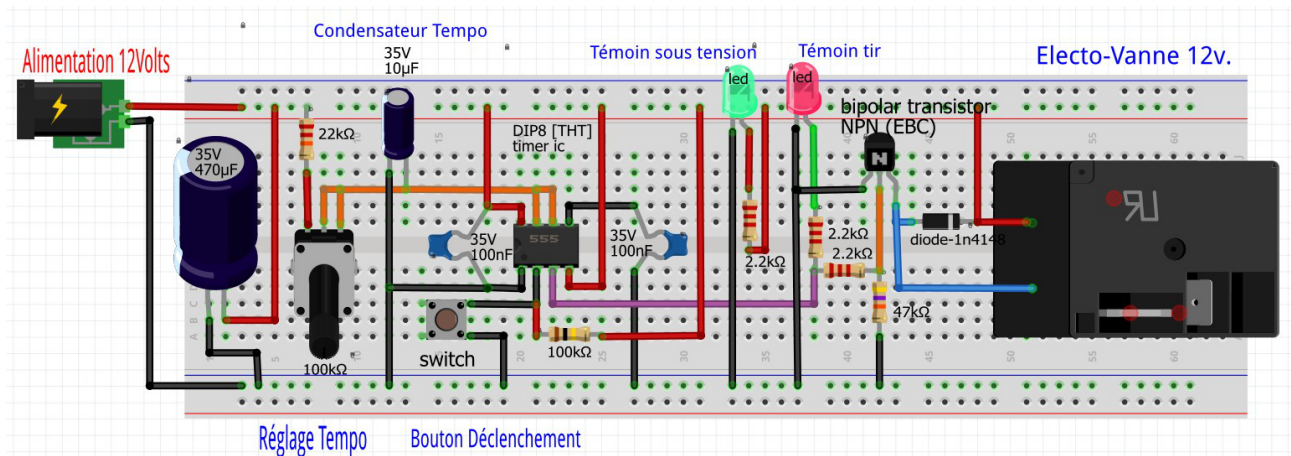 Condensateur Tempo
Témoin sous tension
Témoin tir
Electo-Vanne 12v.
Alimentation 12Volts
35V
10µF
led
led
bipolar transistor
NPN (EBC)
22kΩ
DIP8 [THT]
timer ic
35V
470µF
555
35V
100nF
35V
100nF
2.2kΩ
2.2kΩ
2.2kΩ
diode-1n4148
47kΩ
switch
100kΩ
100kΩ
Réglage Tempo
Bouton Déclenchement